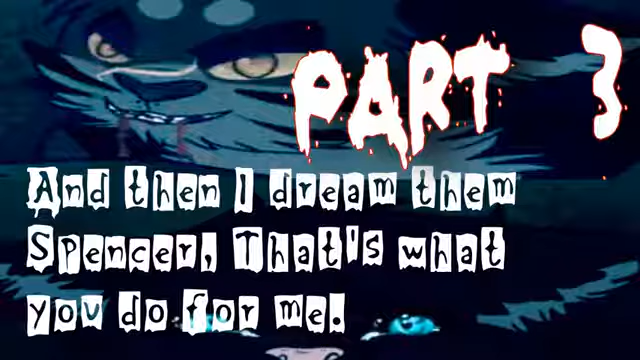 PART 3
And then I dream them
Spencer, That's what
you do for me.